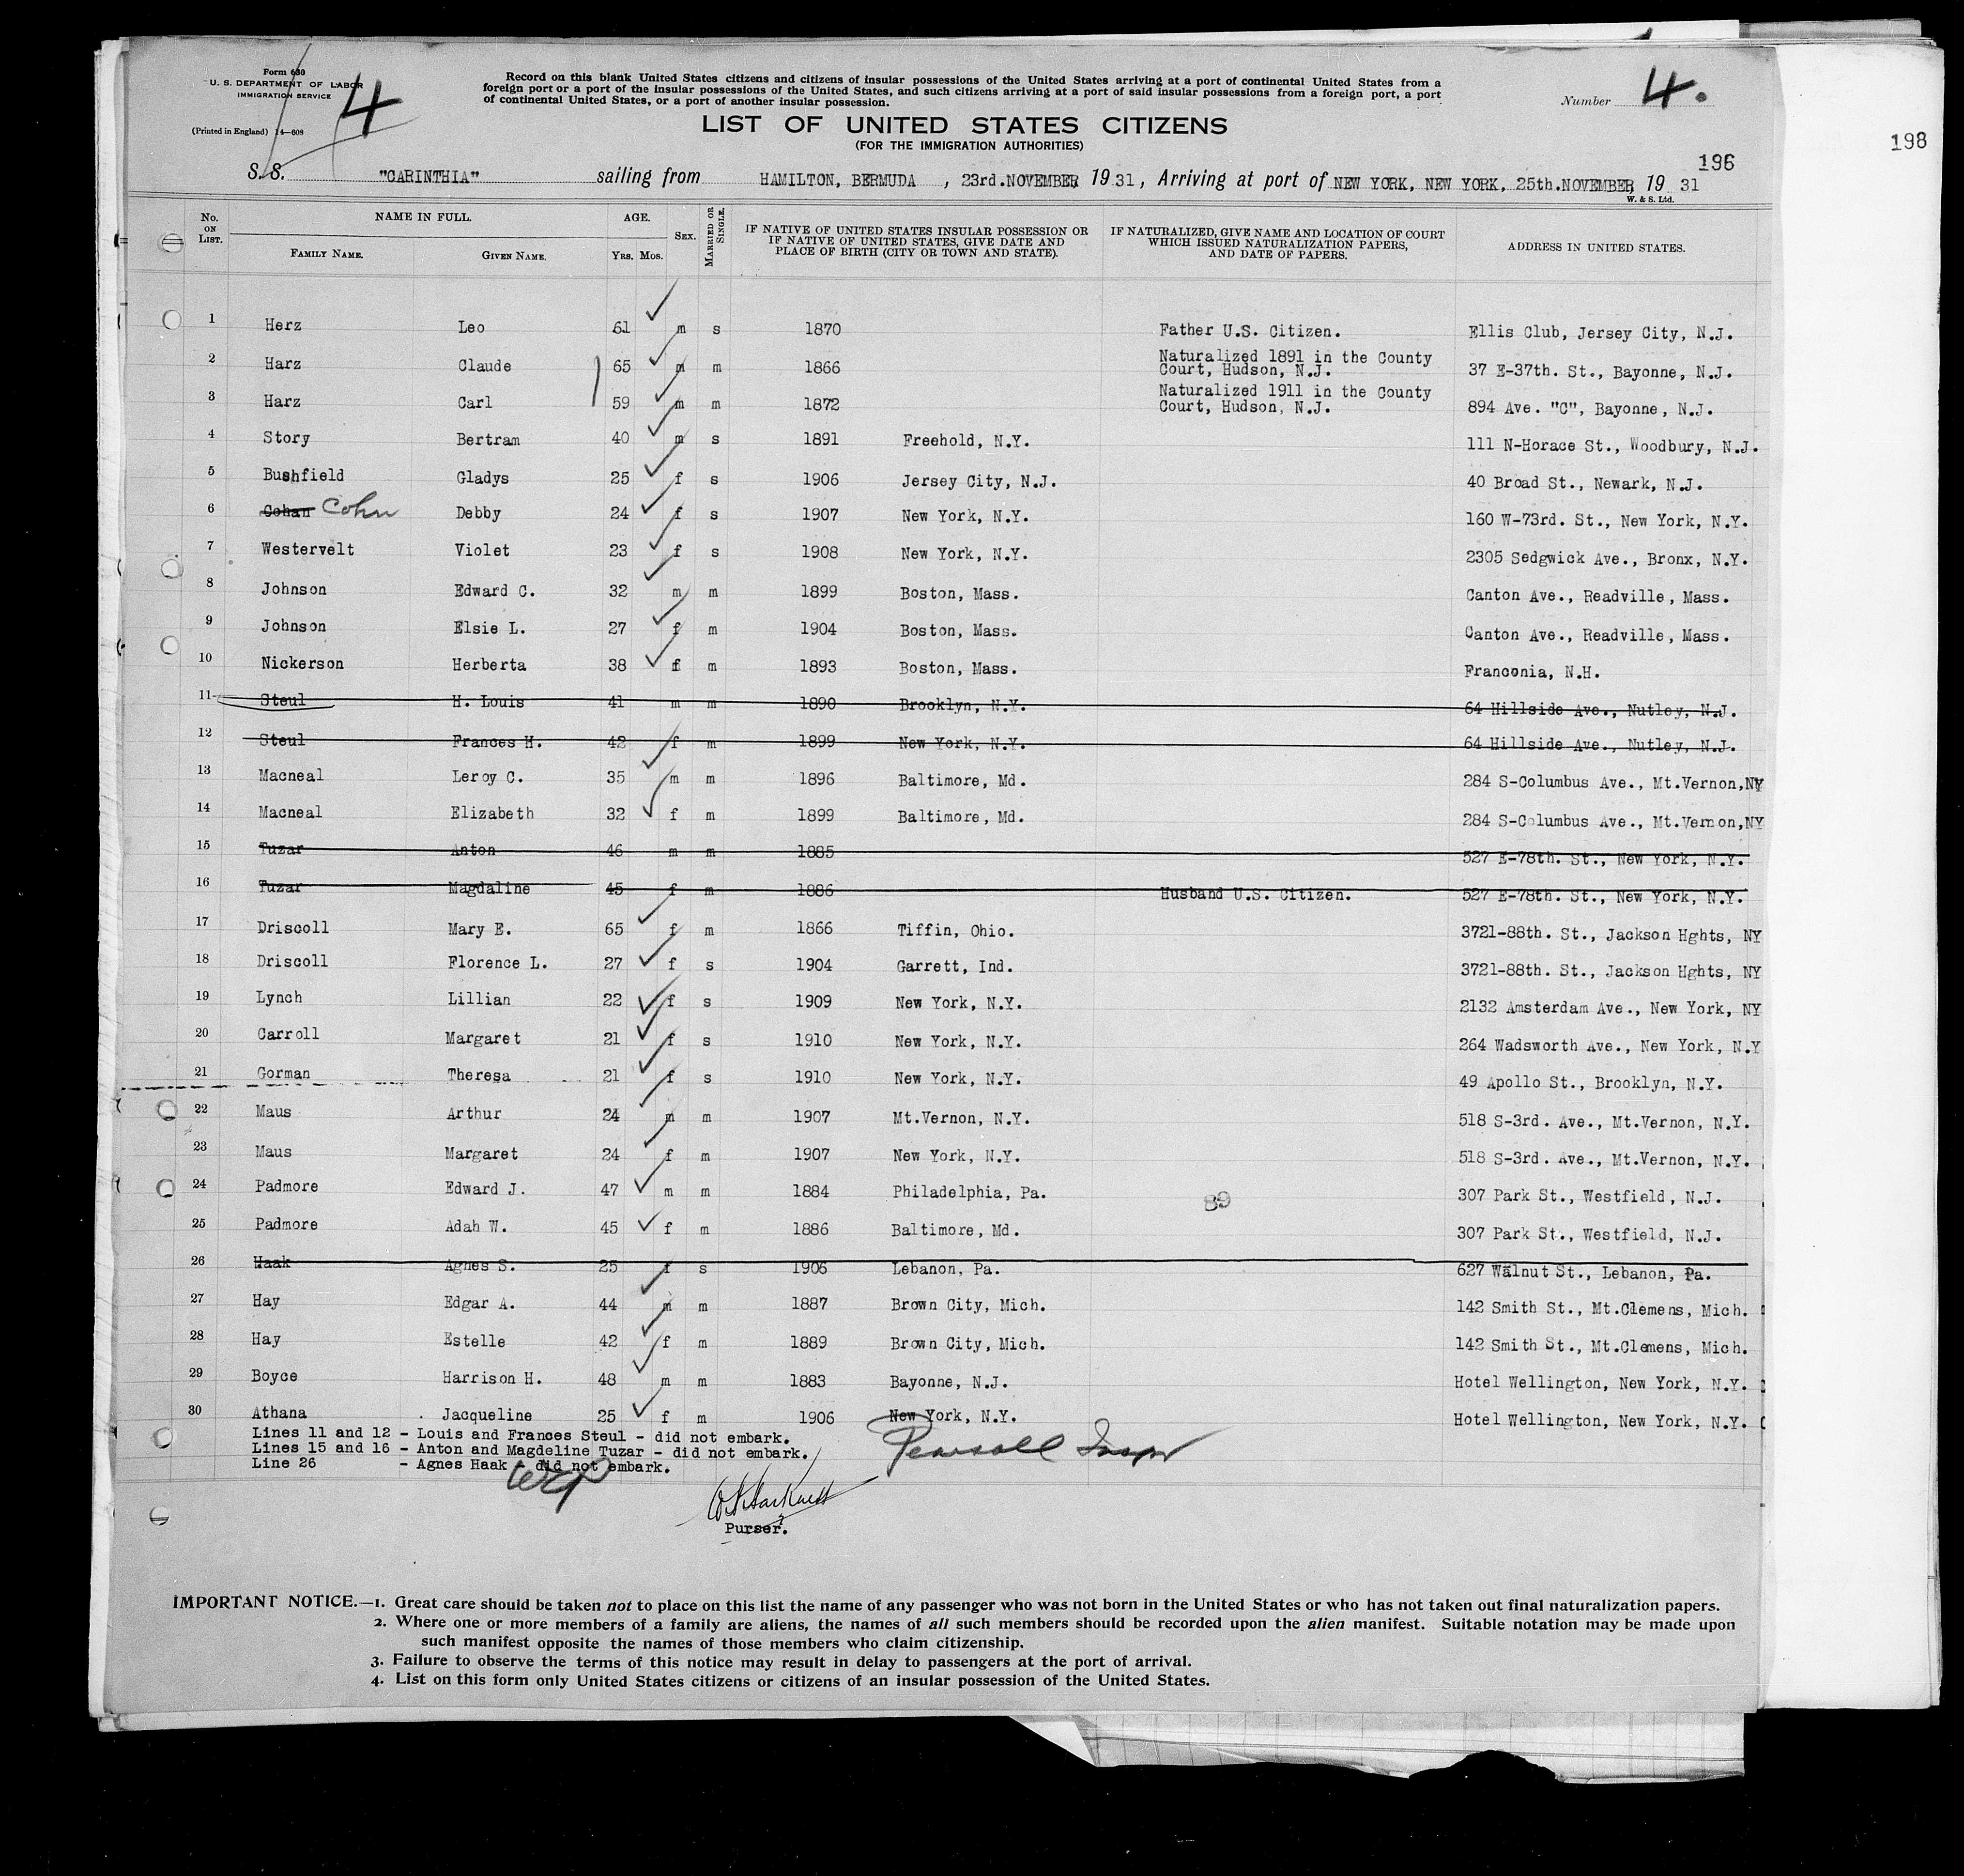 Form 630
U. S. DEPARTMENT OF LABOR
IMMIGRATION SERVICE
(Printed in England) 14—608
4
Record on this blank United States citizens and citizens of insular possessions of the United States arriving at a port of continental United States from a
foreign port or a port of the insular possessions of the United States, and such citizens arriving at a port of said insular possessions from a foreign port, a port
of continental United States, or a port of another insular possession.
Number 4.
LIST OF UNITED STATES CITIZENS
(FOR THE IMMIGRATION AUTHORITIES)
198
196
S.S. "CARINTHIA" sailing from HAMILTON, BERMUDA , 23rd.NOVEMBER, 1931, Arriving at port of NEW YORK, NEW YORK, 25th.NOVEMBER, 19 31
W. & S. Ltd.
No. ON LIST. NAME IN FULL. FAMILY NAME. GIVEN NAME. AGE. YRS. MOS. SEX. MARRIED OR SINGLE. IF NATIVE OF UNITED STATES INSULAR POSSESSION OR IF NATIVE OF UNITED STATES, GIVE DATE AND PLACE OF BIRTH (CITY OR TOWN AND STATE). IF NATURALIZED, GIVE NAME AND LOCATION OF COURT WHICH ISSUED NATURALIZATION PAPERS, AND DATE OF PAPERS. ADDRESS IN UNITED STATES.
1 Herz Leo 61 m s 1870 Father U.S. Citizen. Ellis Club, Jersey City, N.J.
2 Harz Claude 65 m m 1866 Naturalized 1891 in the County Court, Hudson, N.J. 37 E-37th. St., Bayonne, N.J.
3 Harz Carl 59 m m 1872 Naturalized 1911 in the County Court, Hudson, N.J. 894 Ave. "C", Bayonne, N.J.
4 Story Bertram 40 m s 1891 Freehold, N.Y. 111 N-Horace St., Woodbury, N.J.
5 Bushfield Gladys 25 f s 1906 Jersey City, N.J. 40 Broad St., Newark, N.J.
6 Cohan Cohn Debby 24 f s 1907 New York, N.Y. 160 W-73rd. St., New York, N.Y.
7 Westervelt Violet 23 f s 1908 New York, N.Y. 2305 Sedgwick Ave., Bronx, N.Y.
8 Johnson Edward C. 32 m m 1899 Boston, Mass. Canton Ave., Readville, Mass.
9 Johnson Elsie L. 27 f m 1904 Boston, Mass. Canton Ave., Readville, Mass.
10 Nickerson Herberta 38 f m 1893 Boston, Mass. Franconia, N.H.
11 Steul H. Louis 41 m m 1890 Brooklyn, N.Y. 64 Hillside Ave., Nutley, N.J.
12 Steul Frances H. 42 f m 1899 New York, N.Y. 64 Hillside Ave., Nutley, N.J.
13 Macneal Leroy C. 35 m m 1896 Baltimore, Md. 284 S-Columbus Ave., Mt.Vernon,NY
14 Macneal Elizabeth 32 f m 1899 Baltimore, Md. 284 S-Columbus Ave., Mt.Vernon,NY
15 Tuzar Anton 46 m m 1885 527 E-78th. St., New York, N.Y.
16 Tuzar Magdaline 45 f m 1886 Husband U.S. Citizen. 527 E-78th. St., New York, N.Y.
17 Driscoll Mary E. 65 f m 1866 Tiffin, Ohio. 3721-88th. St., Jackson Hghts, NY
18 Driscoll Florence L. 27 f s 1904 Garrett, Ind. 3721-88th. St., Jackson Hghts, NY
19 Lynch Lillian 22 f s 1909 New York, N.Y. 2132 Amsterdam Ave., New York, NY
20 Carroll Margaret 21 f s 1910 New York, N.Y. 264 Wadsworth Ave., New York, N.Y
21 Gorman Theresa 21 f s 1910 New York, N.Y. 49 Apollo St., Brooklyn, N.Y.
22 Maus Arthur 24 m m 1907 Mt.Vernon, N.Y. 518 S-3rd. Ave., Mt.Vernon, N.Y.
23 Maus Margaret 24 f m 1907 New York, N.Y. 518 S-3rd. Ave., Mt.Vernon, N.Y.
24 Padmore Edward J. 47 m m 1884 Philadelphia, Pa. 89 307 Park St., Westfield, N.J.
25 Padmore Adah W. 45 f m 1886 Baltimore, Md. 307 Park St., Westfield, N.J.
26 Haak Agnes S. 25 f s 1906 Lebanon, Pa. 627 Walnut St., Lebanon, Pa.
27 Hay Edgar A. 44 m m 1887 Brown City, Mich. 142 Smith St., Mt.Clemens, Mich.
28 Hay Estelle 42 f m 1889 Brown City, Mich. 142 Smith St., Mt.Clemens, Mich.
29 Boyce Harrison H. 48 m m 1883 Bayonne, N.J. Hotel Wellington, New York, N.Y.
30 Athana Jacqueline 25 f m 1906 New York, N.Y. Hotel Wellington, New York, N.Y.
Lines 11 and 12 - Louis and Frances Steul - did not embark.
Lines 15 and 16 - Anton and Magdeline Tuzar - did not embark.
Line 26 - Agnes Haak - did not embark.
Pearsall Inspr
Purser.
IMPORTANT NOTICE.—1. Great care should be taken not to place on this list the name of any passenger who was not born in the United States or who has not taken out final naturalization papers.
2. Where one or more members of a family are aliens, the names of all such members should be recorded upon the alien manifest. Suitable notation may be made upon
such manifest opposite the names of those members who claim citizenship.
3. Failure to observe the terms of this notice may result in delay to passengers at the port of arrival.
4. List on this form only United States citizens or citizens of an insular possession of the United States.